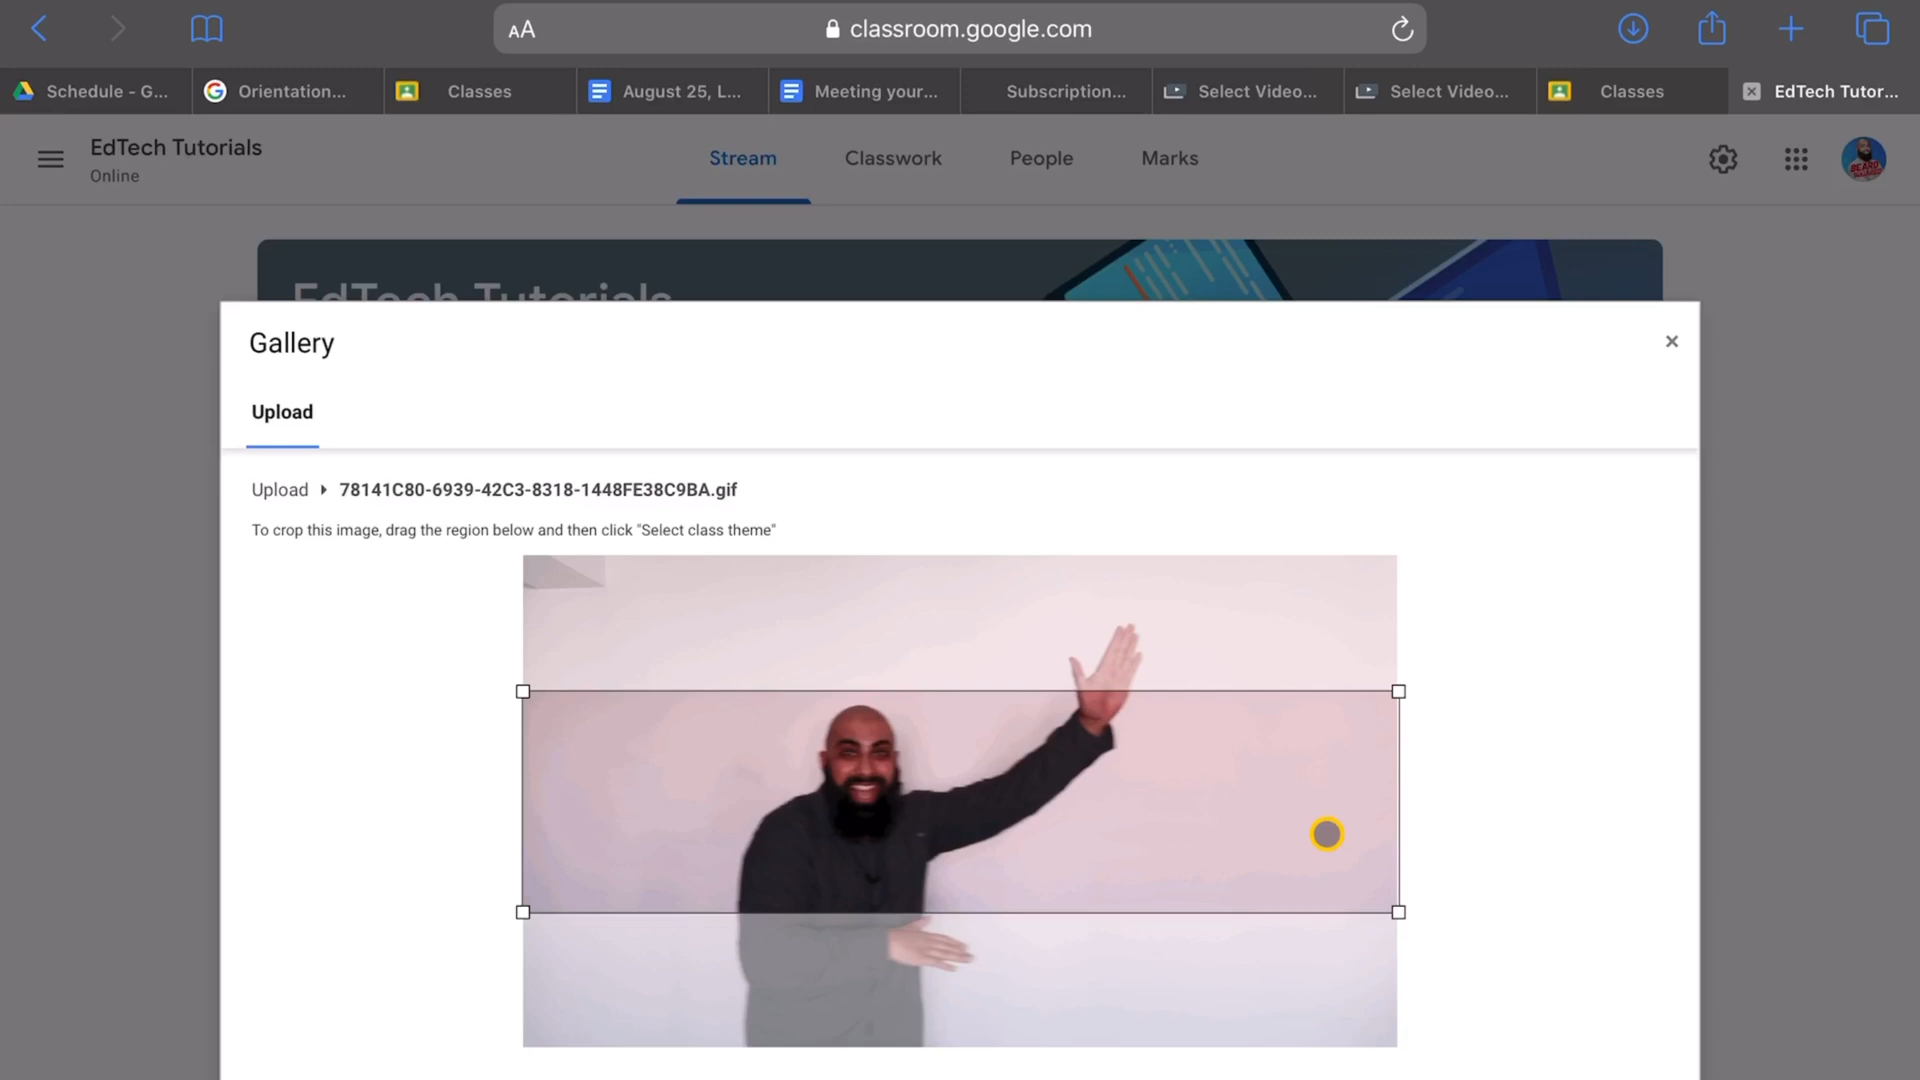 AA classroom.google.com
Schedule - G... Orientation... Classes August 25, L... Meeting your... Subscription... Select Video... Select Video... Classes EdTech Tutor...
EdTech Tutorials
Online
Stream Classwork People Marks
EdTech Tutorials
Gallery
Upload
Upload 78141C80-6939-42C3-8318-1448FE38C9BA.gif
To crop this image, drag the region below and then click "Select class theme"